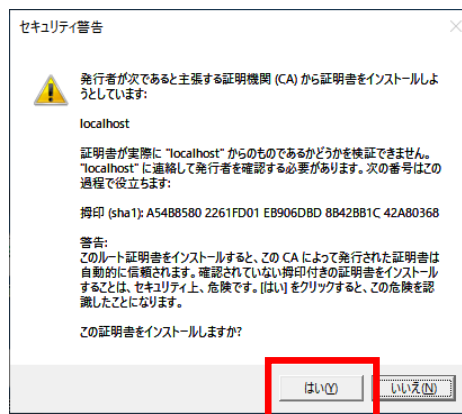 セキュリティ警告
発行者が次であると主張する証明機関 (CA) から証明書をインストールしよ
うとしています:
localhost
証明書が実際に "localhost" からのものであるかどうかを検証できません。
"localhost" に連絡して発行者を確認する必要があります。次の番号はこの
過程で役立ちます:
拇印 (sha1): A54B8580 2261FD01 EB906DBD 8B42BB1C 42A80368
警告:
このルート証明書をインストールすると、この CA によって発行された証明書は
自動的に信頼されます。確認されていない拇印付きの証明書をインストール
することは、セキュリティ上、危険です。[はい] をクリックすると、この危険を認
識したことになります。
この証明書をインストールしますか?
はい(Y)
いいえ(N)